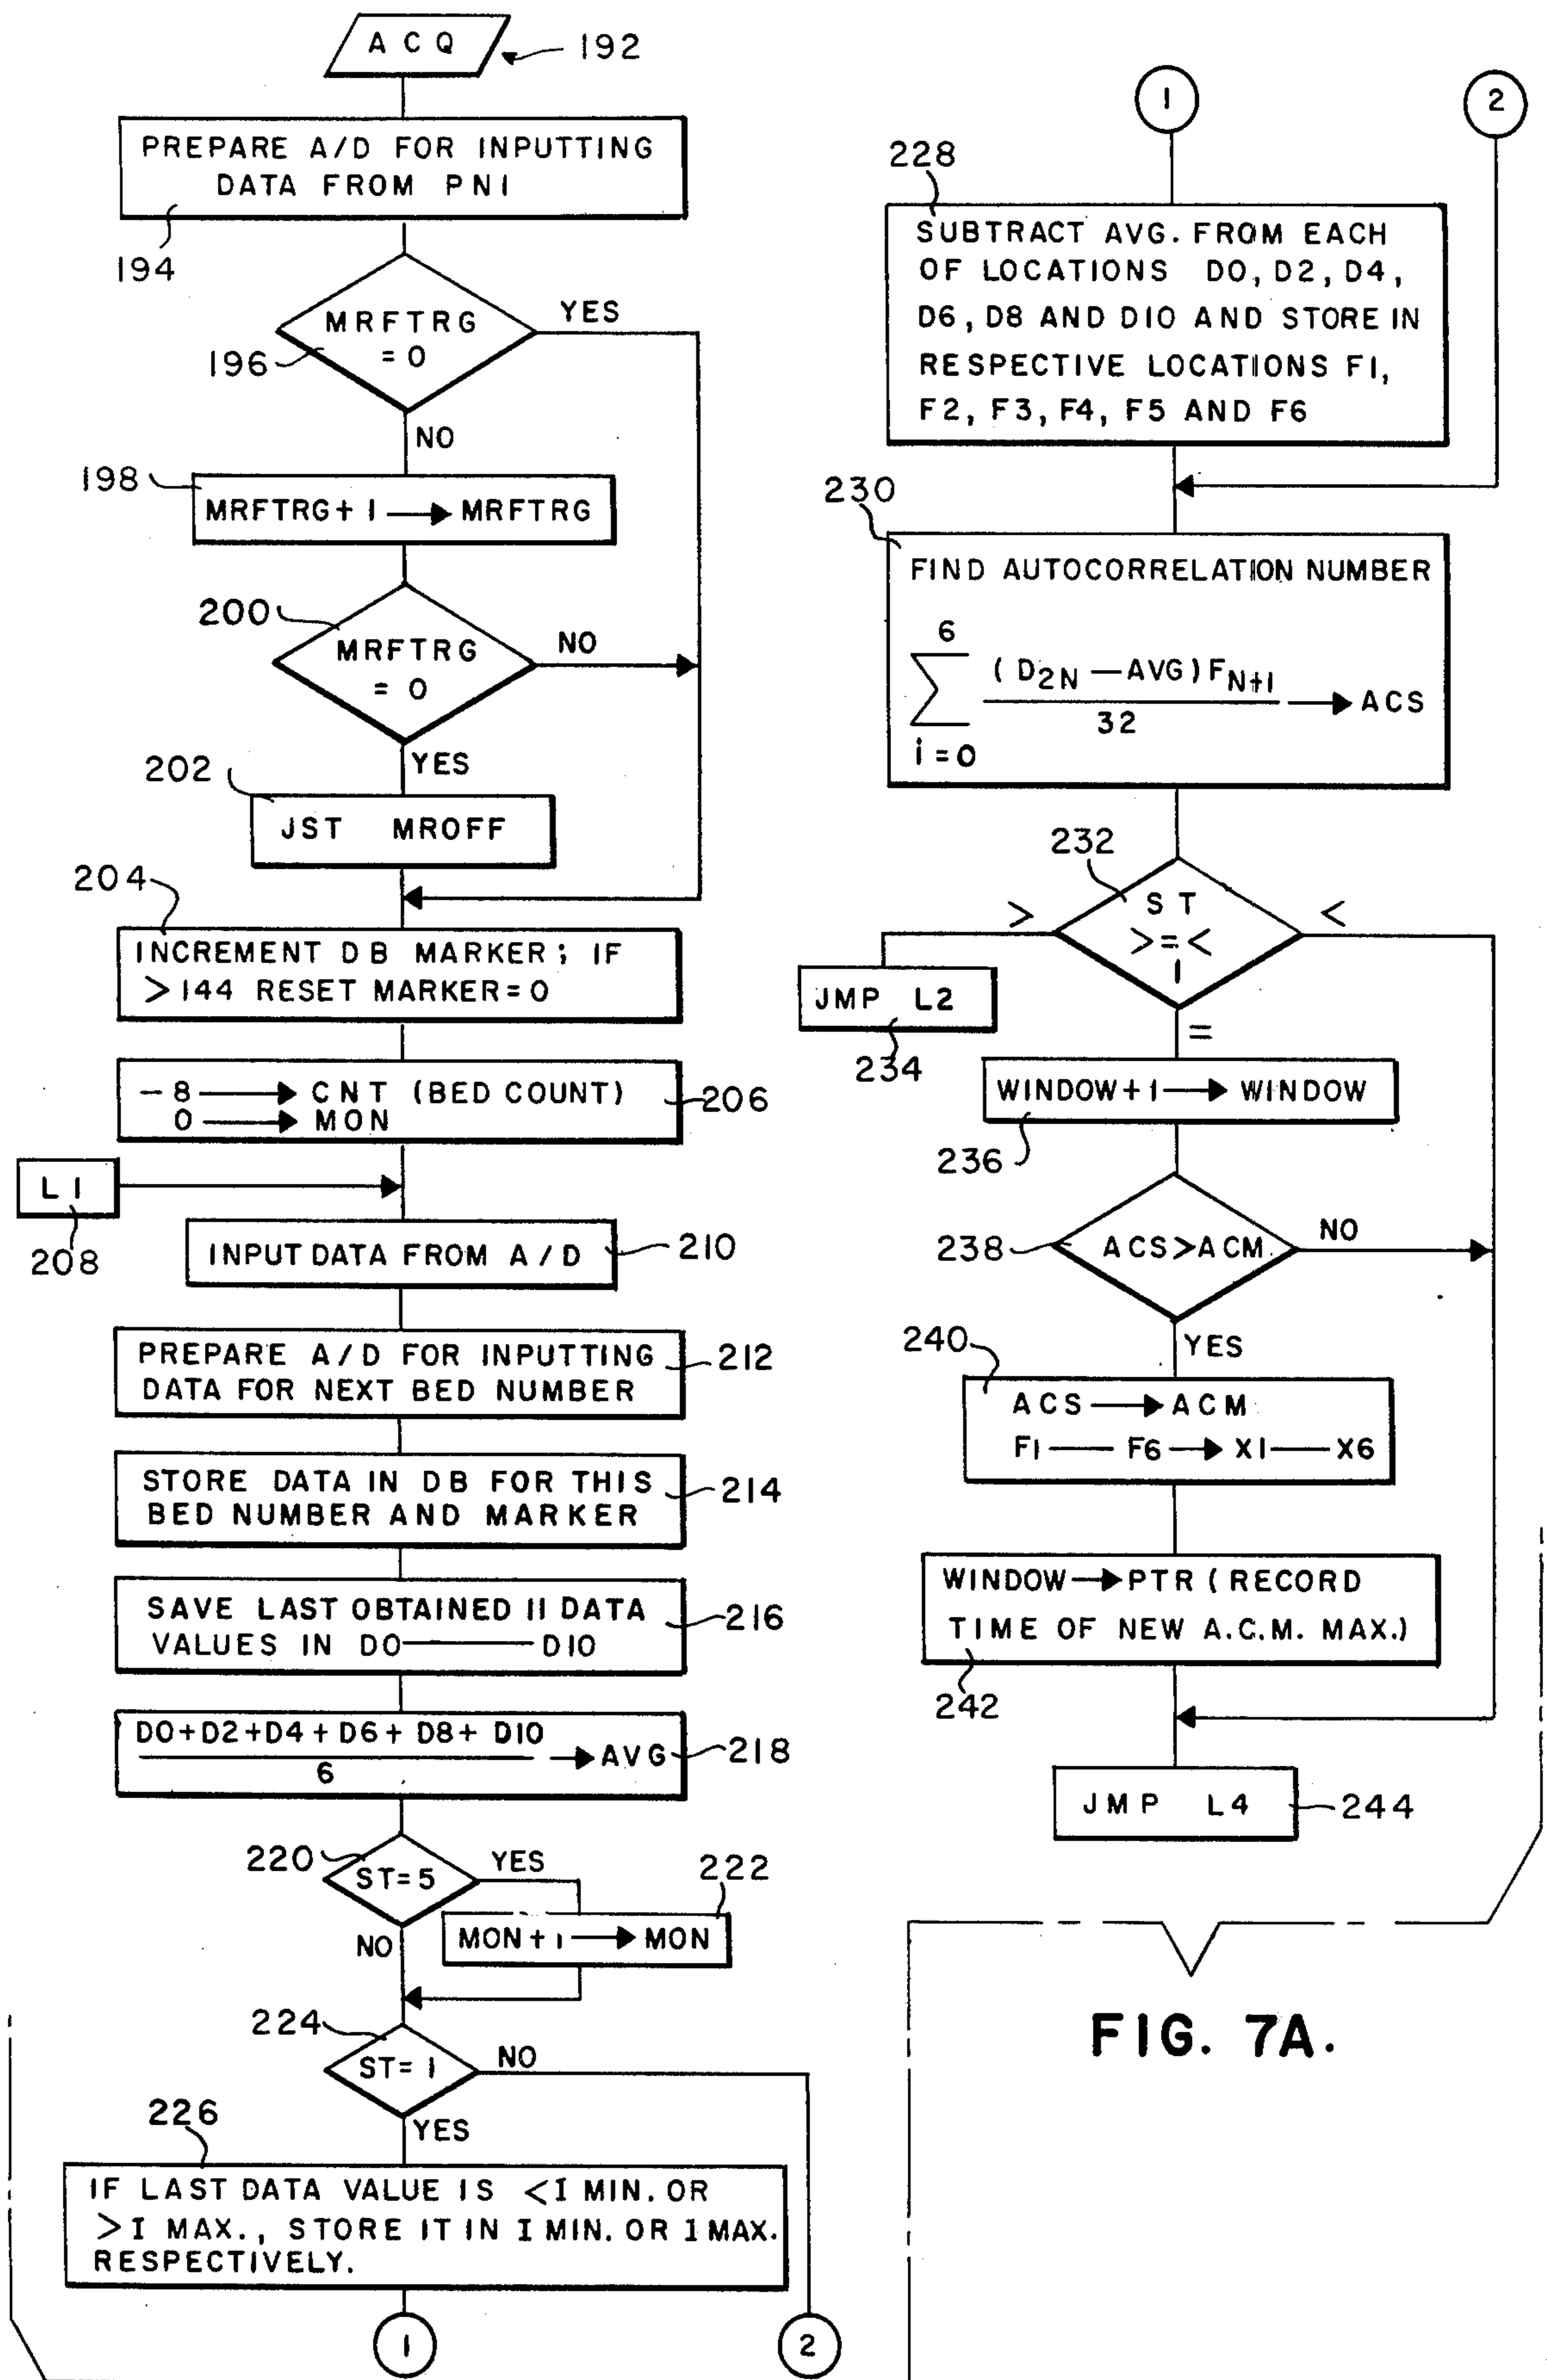 ACQ
192
PREPARE A/D FOR INPUTTING
DATA FROM PNI
194
MRFTRG
= 0
196
YES
NO
198
MRFTRG + 1 → MRFTRG
200
MRFTRG
= 0
NO
YES
202
JST MROFF
204
INCREMENT DB MARKER; IF
> 144 RESET MARKER = 0
- 8 → CNT (BED COUNT)
0 → MON
206
L1
208
INPUT DATA FROM A/D
210
PREPARE A/D FOR INPUTTING
DATA FOR NEXT BED NUMBER
212
STORE DATA IN DB FOR THIS
BED NUMBER AND MARKER
214
SAVE LAST OBTAINED 11 DATA
VALUES IN D0 — D10
216
D0 + D2 + D4 + D6 + D8 + D10
6
→ AVG
218
220
ST = 5
YES
NO
222
MON + 1 → MON
224
ST = 1
NO
YES
226
IF LAST DATA VALUE IS < I MIN. OR
> I MAX., STORE IT IN I MIN. OR I MAX.
RESPECTIVELY.
1
2
1
2
228
SUBTRACT AVG. FROM EACH
OF LOCATIONS D0, D2, D4,
D6, D8 AND D10 AND STORE IN
RESPECTIVE LOCATIONS F1,
F2, F3, F4, F5 AND F6
230
FIND AUTOCORRELATION NUMBER
6
∑ (D2N — AVG) FN+1 → ACS
32
i = 0
232
ST
> = <
1
>
<
=
JMP L2
234
WINDOW + 1 → WINDOW
236
238
ACS > ACM
NO
YES
240
ACS → ACM
F1 — F6 → X1 — X6
WINDOW → PTR (RECORD
TIME OF NEW A.C.M. MAX.)
242
JMP L4
244
FIG. 7A.